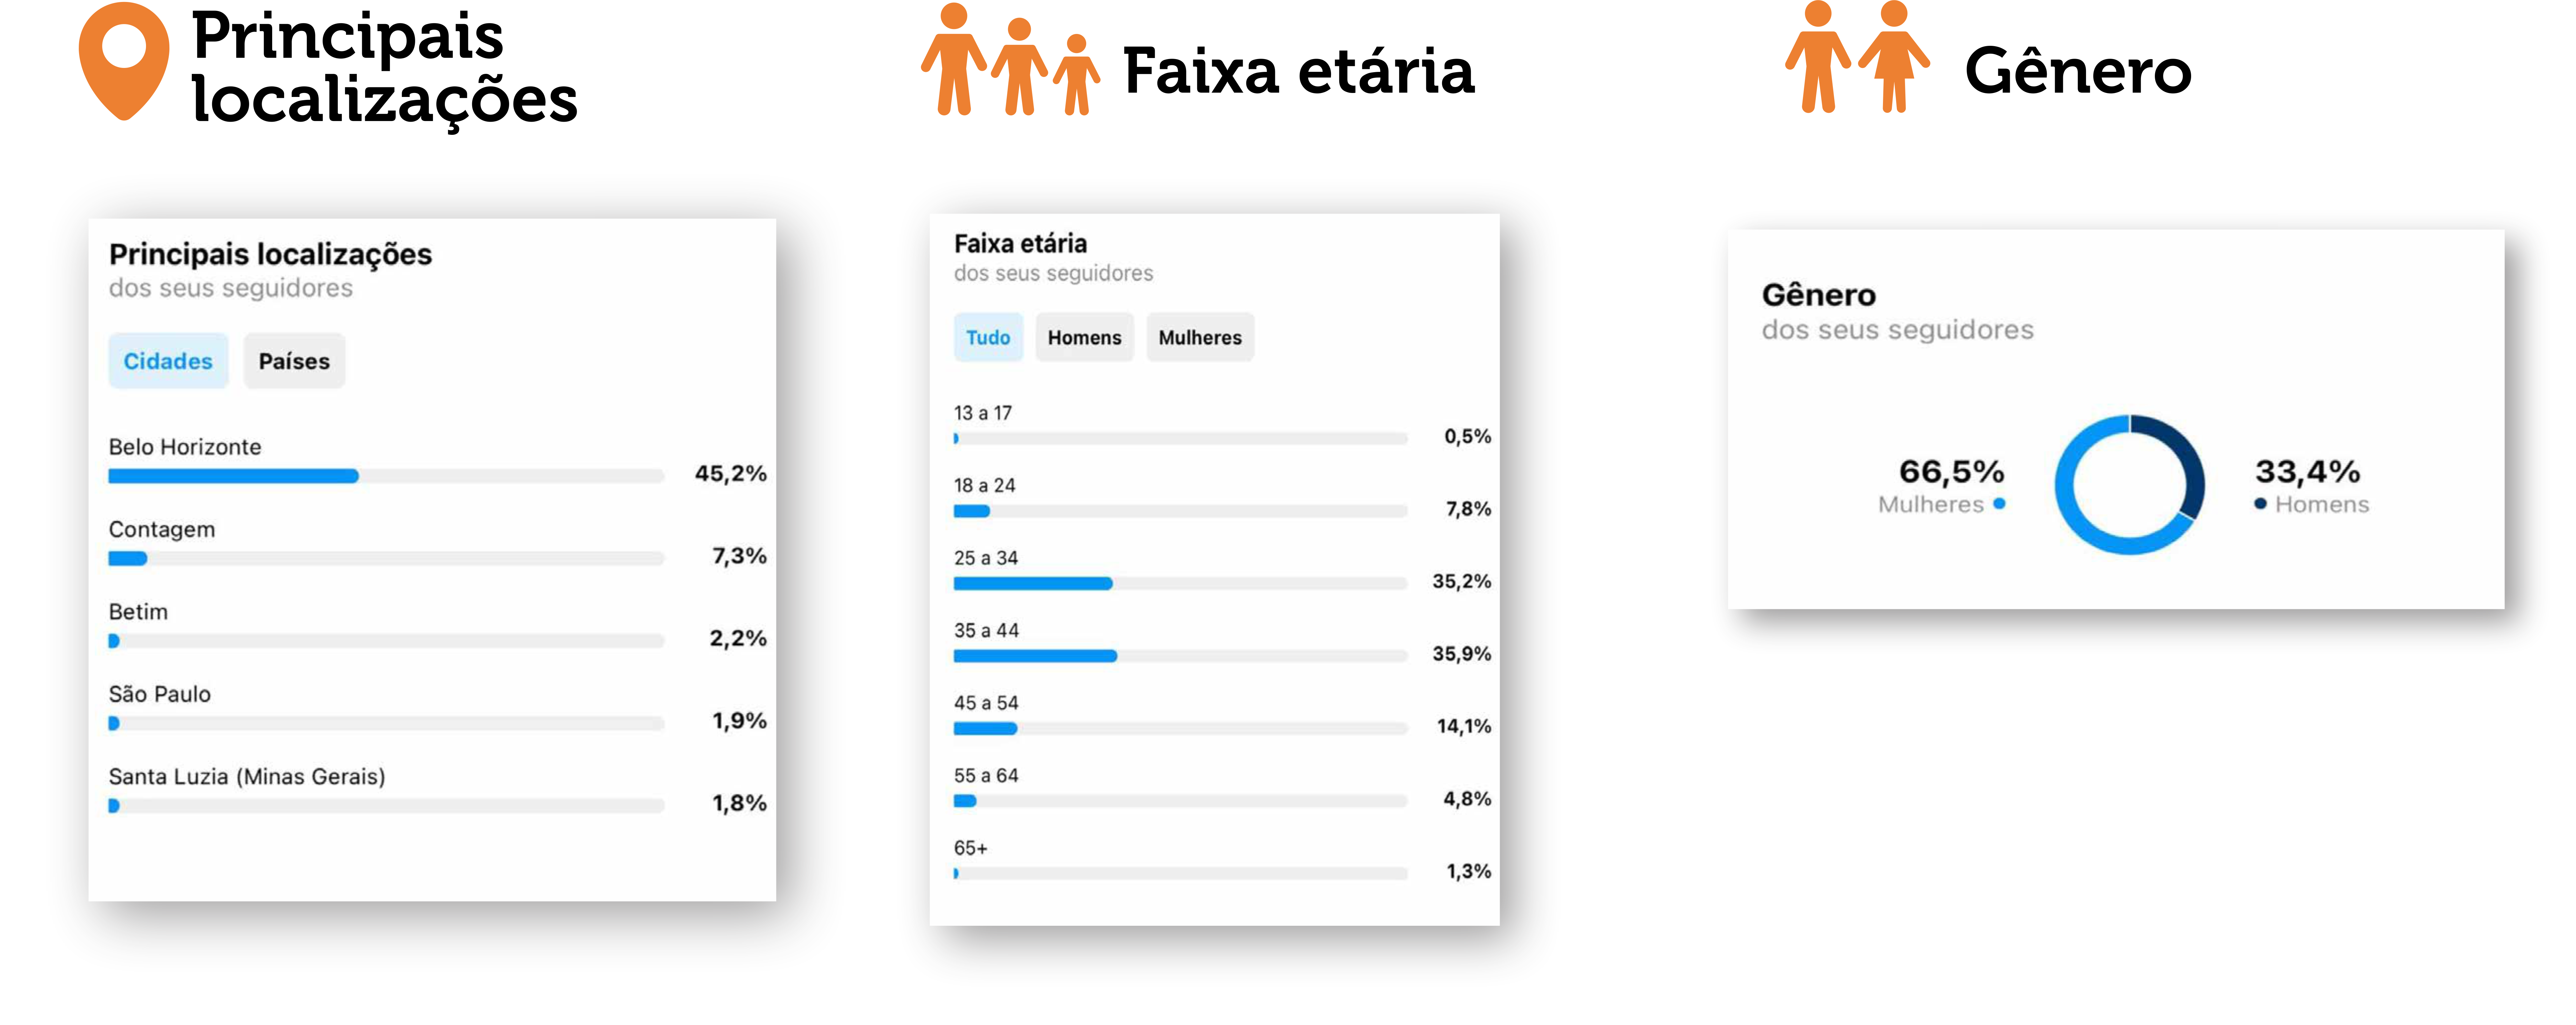 Principais
localizações
Principais localizações
dos seus seguidores
Cidades
Países
Belo Horizonte
45,2%
Contagem
7,3%
Betim
2,2%
São Paulo
1,9%
Santa Luzia (Minas Gerais)
1,8%
Faixa etária
Faixa etária
dos seus seguidores
Tudo
Homens
Mulheres
13 a 17
0,5%
18 a 24
7,8%
25 a 34
35,2%
35 a 44
35,9%
45 a 54
14,1%
55 a 64
4,8%
65+
1,3%
Gênero
Gênero
dos seus seguidores
66,5%
Mulheres
33,4%
Homens